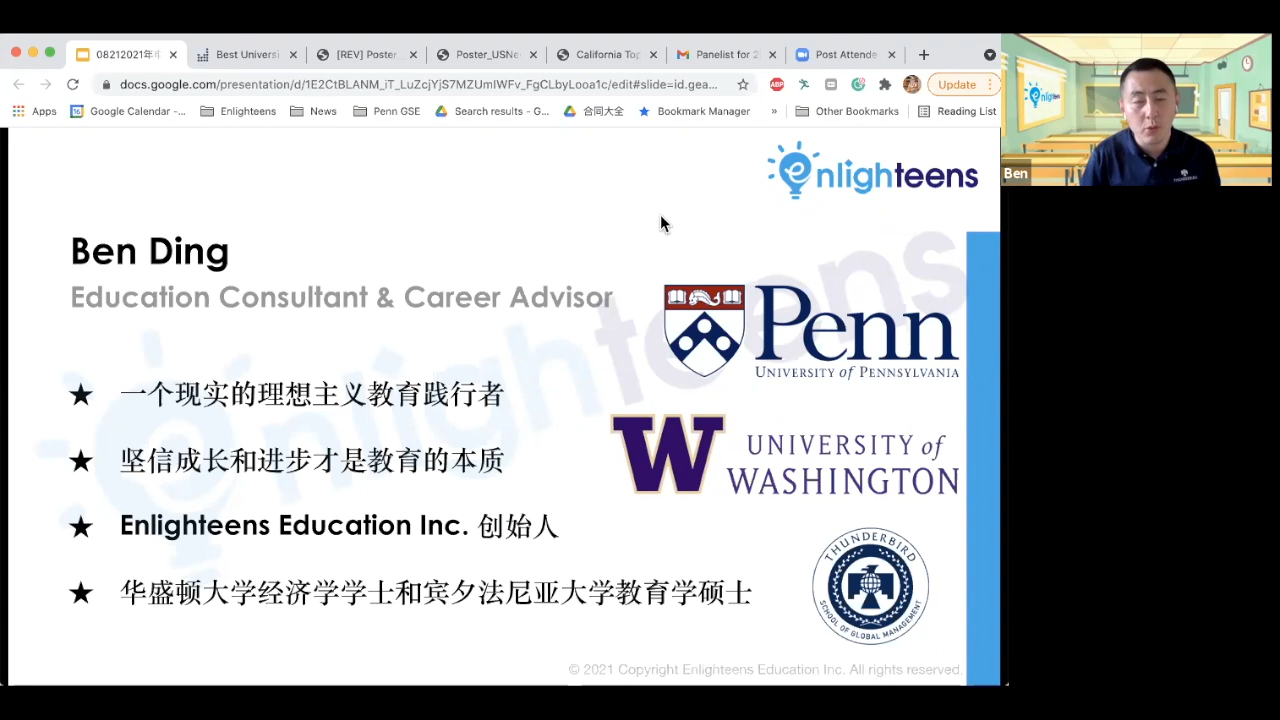 08212021年市
Best Universi
[REV] Poster
Poster_USNe
California Top
Panelist for 2
Post Attende
docs.google.com/presentation/d/1E2CtBLANM_iT_LuZgcYjS7MZUmIWFv_FgCLbyLooa1c/edit#slide=id.gea...
ABP
Update
Apps
16
Google Calendar -...
Enlighteens
News
Penn GSE
Search results - G...
合同大全
Bookmark Manager
»
Other Bookmarks
Reading List
enlighteens
Ben
enlighteens
Ben Ding
Education Consultant & Career Advisor
Penn
UNIVERSITY of PENNSYLVANIA
★ 一个现实的理想主义教育践行者
W UNIVERSITY of
WASHINGTON
★ 坚信成长和进步才是教育的本质
★ Enlighteens Education Inc. 创始人
★ 华盛顿大学经济学学士和宾夕法尼亚大学教育学硕士
THUNDERBIRD
SCHOOL OF GLOBAL MANAGEMENT
enlighteens
© 2021 Copyright Enlighteens Education Inc. All rights reserved.